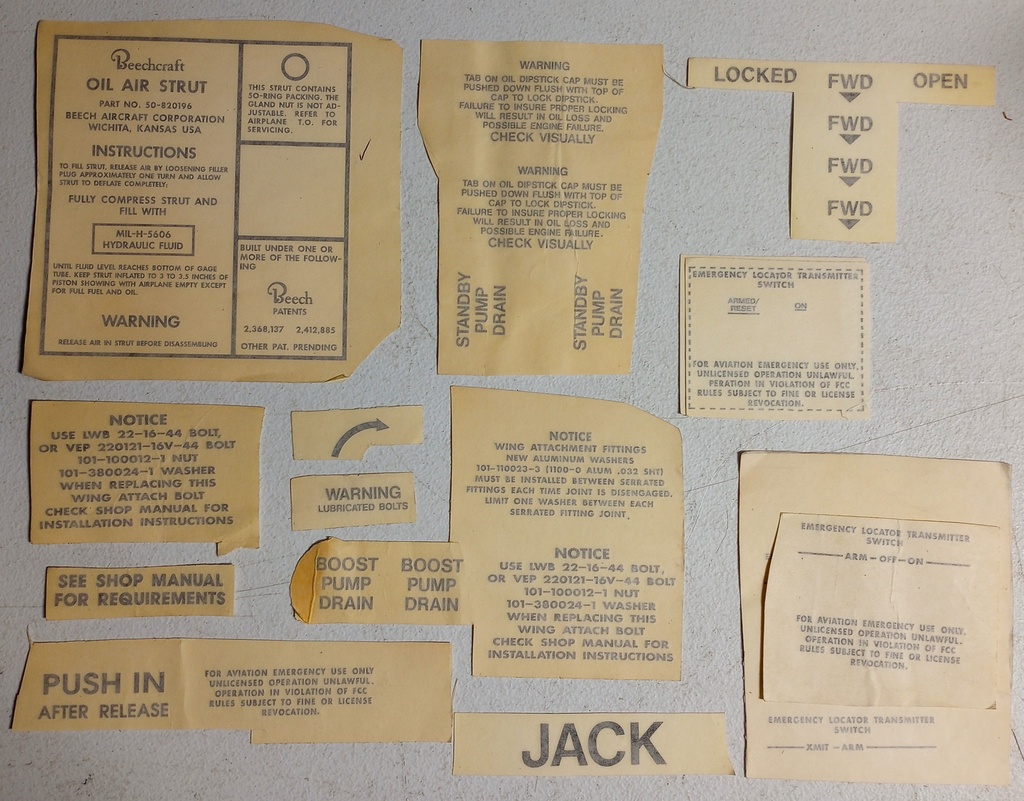 Beechcraft
OIL AIR STRUT
PART NO. 50-820196
BEECH AIRCRAFT CORPORATION
WICHITA, KANSAS USA
INSTRUCTIONS
TO FILL STRUT, RELEASE AIR BY LOOSENING FILLER
PLUG APPROXIMATELY ONE TURN AND ALLOW
STRUT TO DEFLATE COMPLETELY:
FULLY COMPRESS STRUT AND
FILL WITH
MIL-H-5606
HYDRAULIC FLUID
UNTIL FLUID LEVEL REACHES BOTTOM OF GAGE
TUBE. KEEP STRUT INFLATED TO 3 TO 3.5 INCHES OF
PISTON SHOWING WITH AIRPLANE EMPTY EXCEPT
FOR FULL FUEL AND OIL.
WARNING
RELEASE AIR IN STRUT BEFORE DISASSEMBLING
THIS STRUT CONTAINS
50-RING PACKING. THE
GLAND NUT IS NOT AD-
JUSTABLE. REFER TO
AIRPLANE T.O. FOR
SERVICING.
BUILT UNDER ONE OR
MORE OF THE FOLLOW-
ING
Beech
PATENTS
2,368,137 2,412,885
OTHER PAT. PRENDING
WARNING
TAB ON OIL DIPSTICK CAP MUST BE
PUSHED DOWN FLUSH WITH TOP OF
CAP TO LOCK DIPSTICK.
FAILURE TO INSURE PROPER LOCKING
WILL RESULT IN OIL LOSS AND
POSSIBLE ENGINE FAILURE.
CHECK VISUALLY
WARNING
TAB ON OIL DIPSTICK CAP MUST BE
PUSHED DOWN FLUSH WITH TOP OF
CAP TO LOCK DIPSTICK.
FAILURE TO INSURE PROPER LOCKING
WILL RESULT IN OIL LOSS AND
POSSIBLE ENGINE FAILURE.
CHECK VISUALLY
STANDBY
PUMP
DRAIN
STANDBY
PUMP
DRAIN
LOCKED FWD OPEN
FWD
FWD
FWD
EMERGENCY LOCATOR TRANSMITTER
SWITCH
ARMED/ ON
RESET
FOR AVIATION EMERGENCY USE ONLY.
UNLICENSED OPERATION UNLAWFUL.
PERATION IN VIOLATION OF FCC
RULES SUBJECT TO FINE OR LICENSE
REVOCATION.
NOTICE
USE LWB 22-16-44 BOLT,
OR VEP 220121-16V-44 BOLT
101-100012-1 NUT
101-380024-1 WASHER
WHEN REPLACING THIS
WING ATTACH BOLT
CHECK SHOP MANUAL FOR
INSTALLATION INSTRUCTIONS
WARNING
LUBRICATED BOLTS
BOOST BOOST
PUMP PUMP
DRAIN DRAIN
NOTICE
WING ATTACHMENT FITTINGS
NEW ALUMINUM WASHERS
101-110023-3 (1100-0 ALUM .032 SHT)
MUST BE INSTALLED BETWEEN SERRATED
FITTINGS EACH TIME JOINT IS DISENGAGED.
LIMIT ONE WASHER BETWEEN EACH
SERRATED FITTING JOINT.
NOTICE
USE LWB 22-16-44 BOLT,
OR VEP 220121-16V-44 BOLT
101-100012-1 NUT
101-380024-1 WASHER
WHEN REPLACING THIS
WING ATTACH BOLT
CHECK SHOP MANUAL FOR
INSTALLATION INSTRUCTIONS
SEE SHOP MANUAL
FOR REQUIREMENTS
PUSH IN
AFTER RELEASE
FOR AVIATION EMERGENCY USE ONLY
UNLICENSED OPERATION UNLAWFUL.
OPERATION IN VIOLATION OF FCC
RULES SUBJECT TO FINE OR LICENSE
REVOCATION.
JACK
EMERGENCY LOCATOR TRANSMITTER
SWITCH
ARM-OFF-ON
FOR AVIATION EMERGENCY USE ONLY.
UNLICENSED OPERATION UNLAWFUL.
OPERATION IN VIOLATION OF FCC
RULES SUBJECT TO FINE OR LICENSE
REVOCATION.
EMERGENCY LOCATOR TRANSMITTER
SWITCH
XMIT-ARM